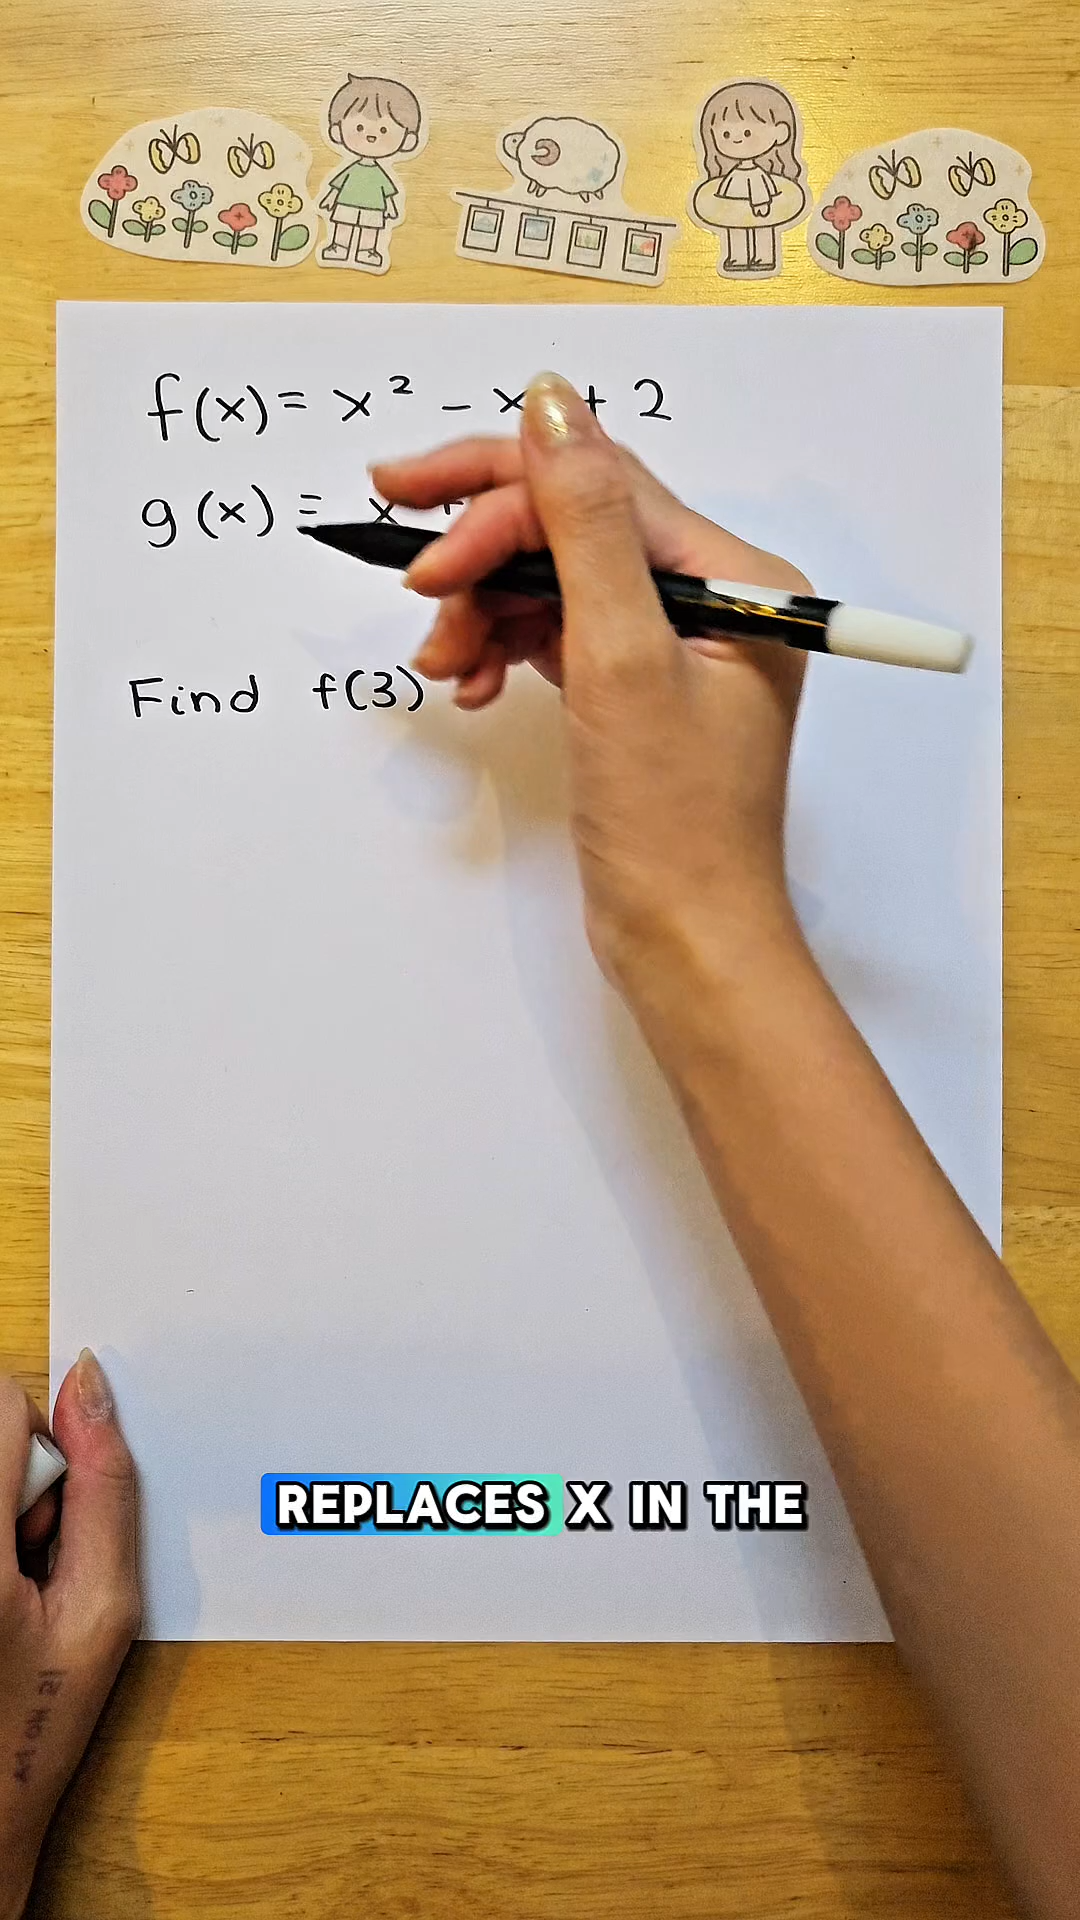 f(x) = x² - x + 2
g(x) = x +
Find f(3)
REPLACES X IN THE